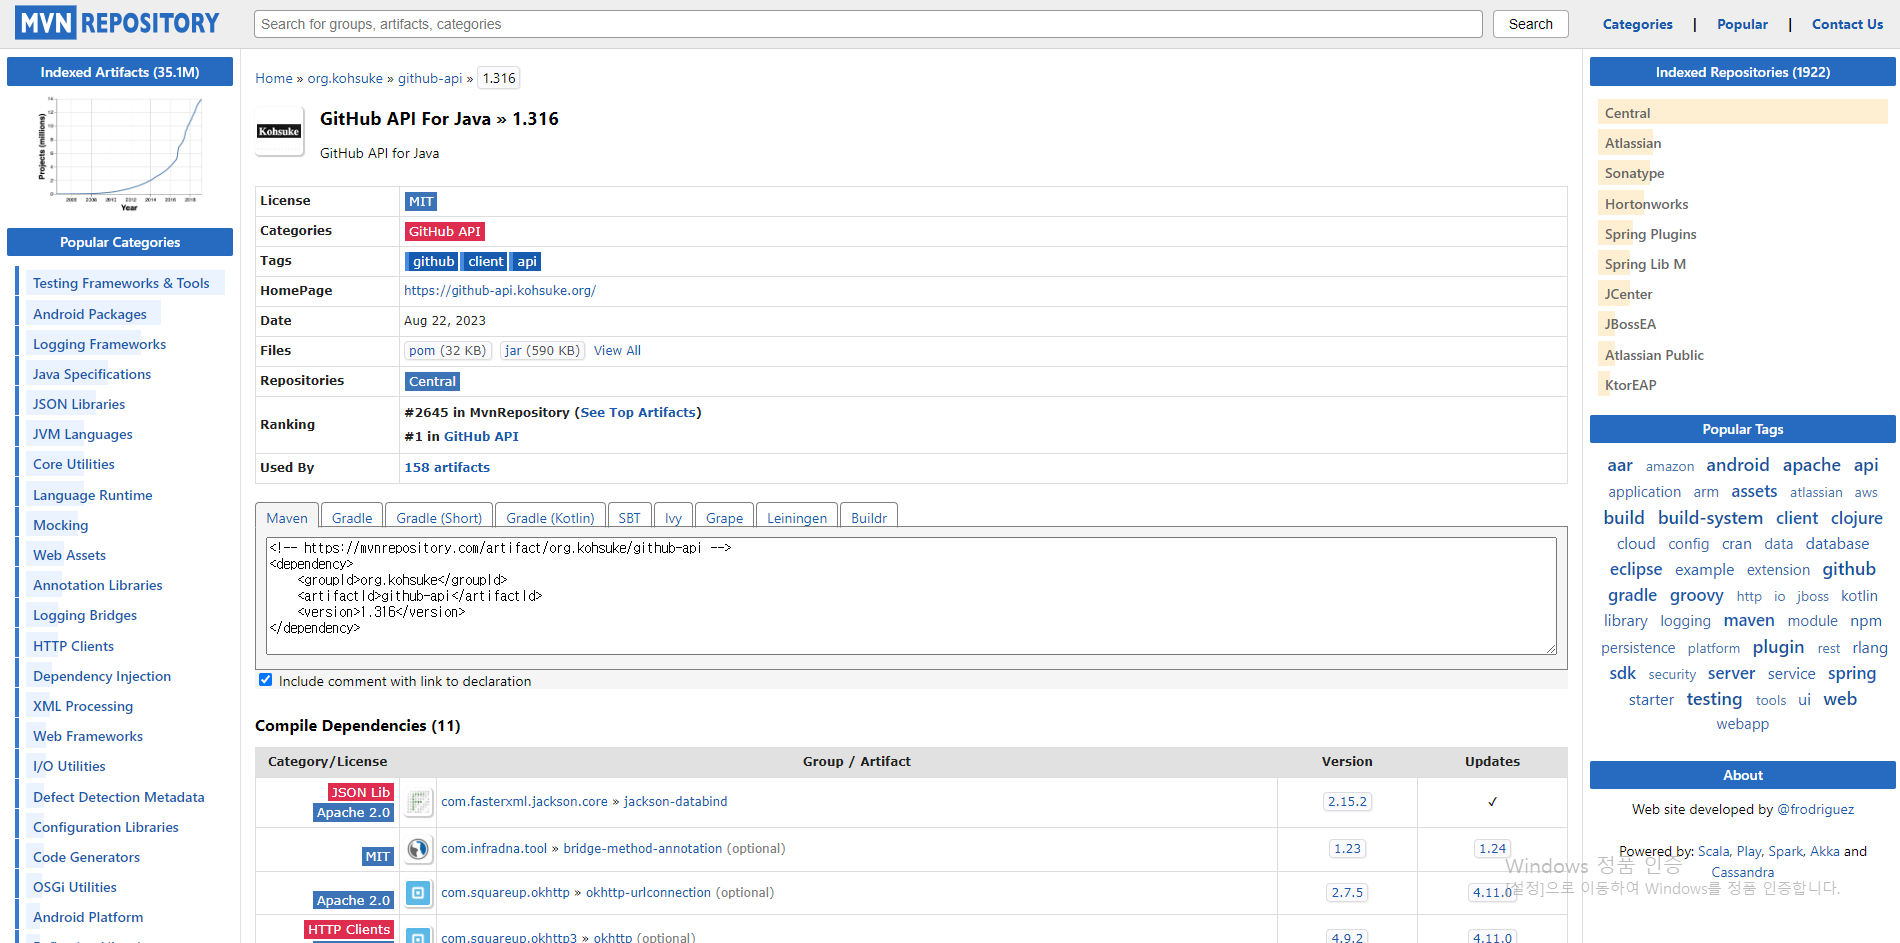 MVN REPOSITORY
Search for groups, artifacts, categories
Search
Categories | Popular | Contact Us
Indexed Artifacts (35.1M)
Projects (millions)
Year
Popular Categories
Testing Frameworks & Tools
Android Packages
Logging Frameworks
Java Specifications
JSON Libraries
JVM Languages
Core Utilities
Language Runtime
Mocking
Web Assets
Annotation Libraries
Logging Bridges
HTTP Clients
Dependency Injection
XML Processing
Web Frameworks
I/O Utilities
Defect Detection Metadata
Configuration Libraries
Code Generators
OSGi Utilities
Android Platform
Home » org.kohsuke » github-api » 1.316
Kohsuke
GitHub API For Java » 1.316
GitHub API for Java
License MIT
Categories GitHub API
Tags github client api
HomePage https://github-api.kohsuke.org/
Date Aug 22, 2023
Files pom (32 KB) jar (590 KB) View All
Repositories Central
Ranking #2645 in MvnRepository (See Top Artifacts)
#1 in GitHub API
Used By 158 artifacts
Maven Gradle Gradle (Short) Gradle (Kotlin) SBT Ivy Grape Leiningen Buildr
<!-- https://mvnrepository.com/artifact/org.kohsuke/github-api -->
<dependency>
<groupId>org.kohsuke</groupId>
<artifactId>github-api</artifactId>
<version>1.316</version>
</dependency>
Include comment with link to declaration
Compile Dependencies (11)
Category/License Group / Artifact Version Updates
JSON Lib
Apache 2.0
com.fasterxml.jackson.core » jackson-databind 2.15.2 ✓
MIT com.infradna.tool » bridge-method-annotation (optional) 1.23 1.24
Apache 2.0 com.squareup.okhttp » okhttp-urlconnection (optional) 2.7.5 4.11.0
HTTP Clients
com.squareup.okhttp3 » okhttp (optional) 4.9.2 4.11.0
Indexed Repositories (1922)
Central
Atlassian
Sonatype
Hortonworks
Spring Plugins
Spring Lib M
JCenter
JBossEA
Atlassian Public
KtorEAP
Popular Tags
aar amazon android apache api
application arm assets atlassian aws
build build-system client clojure
cloud config cran data database
eclipse example extension github
gradle groovy http io jboss kotlin
library logging maven module npm
persistence platform plugin rest rlang
sdk security server service spring
starter testing tools ui web
webapp
About
Web site developed by @frodriguez
Powered by: Scala, Play, Spark, Akka and
Cassandra
Windows 정품 인증
[설정]으로 이동하여 Windows를 정품 인증합니다.